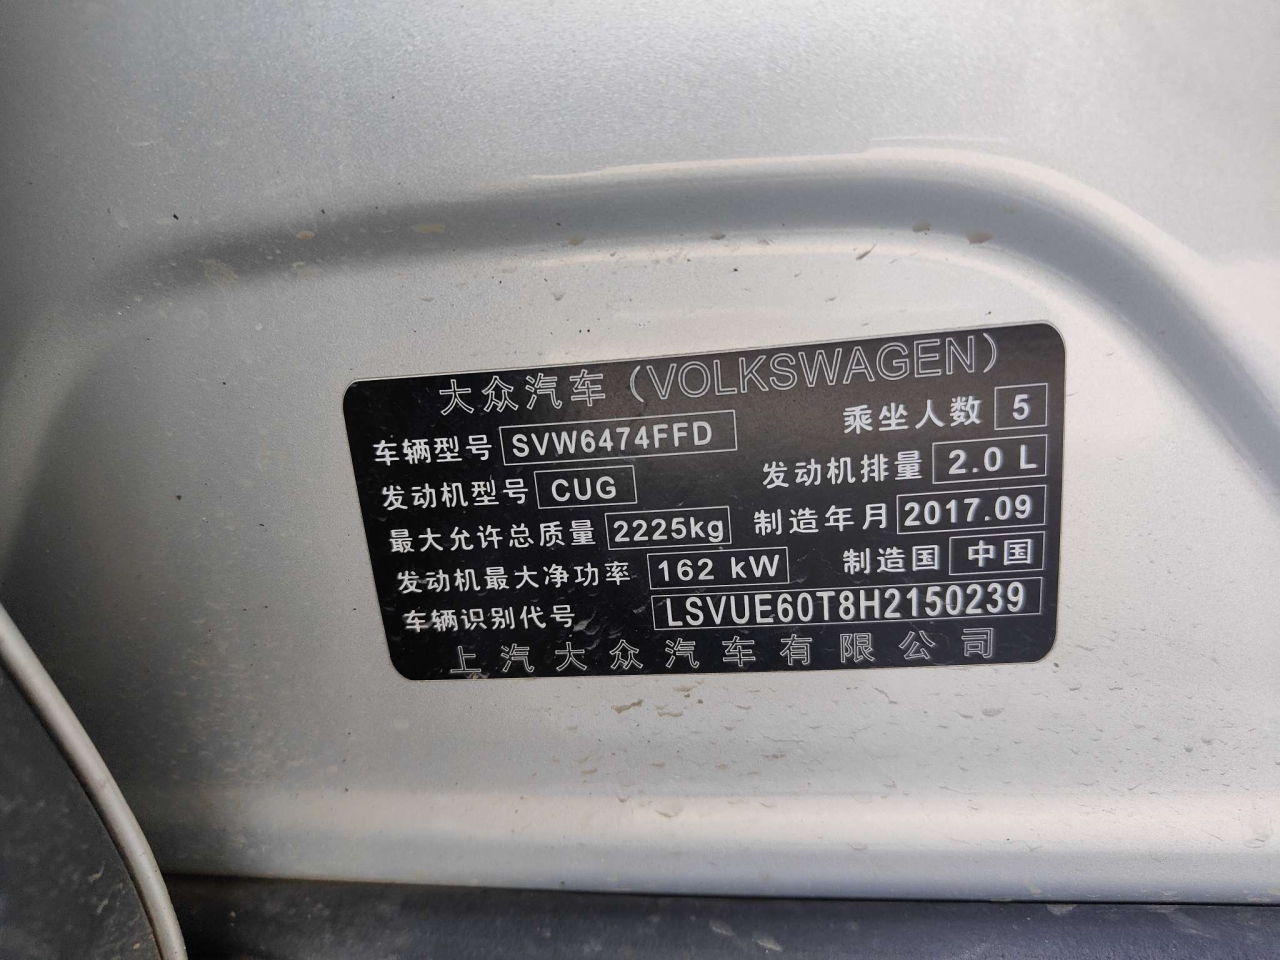 大众汽车（VOLKSWAGEN）
车辆型号 SVW6474FFD 乘坐人数 5
发动机型号 CUG 发动机排量 2.0 L
最大允许总质量 2225kg 制造年月 2017.09
发动机最大净功率 162 kW 制造国 中国
车辆识别代号 LSVUE60T8H2150239
上汽大众汽车有限公司